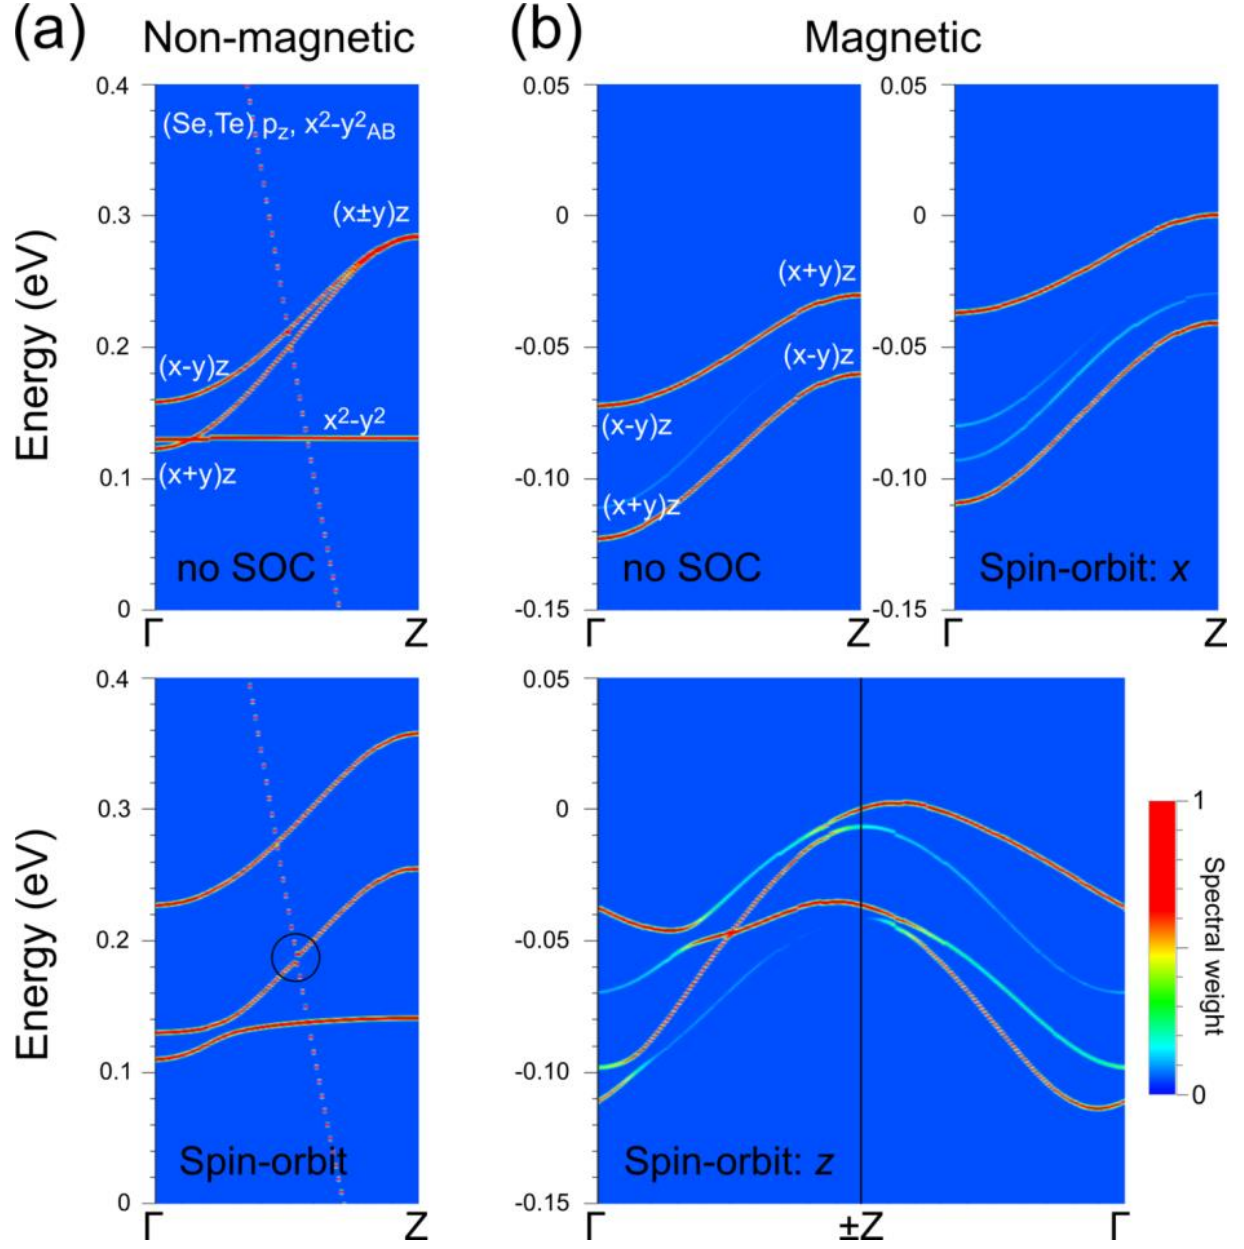 (a) Non-magnetic
(b) Magnetic
Energy (eV)
0.4
0.3
0.2
0.1
0
(Se,Te) p_z, x²-y²_AB
(x±y)z
(x-y)z
x²-y²
(x+y)z
no SOC
Γ Z
0.05
0
-0.05
-0.10
-0.15
(x+y)z
(x-y)z
(x-y)z
(x+y)z
no SOC
Γ Z
0.05
0
-0.05
-0.10
-0.15
Spin-orbit: x
Γ Z
Energy (eV)
0.4
0.3
0.2
0.1
0
Spin-orbit
Γ Z
0.05
0
-0.05
-0.10
-0.15
Spin-orbit: z
Γ ±Z Γ
1
Spectral weight
0